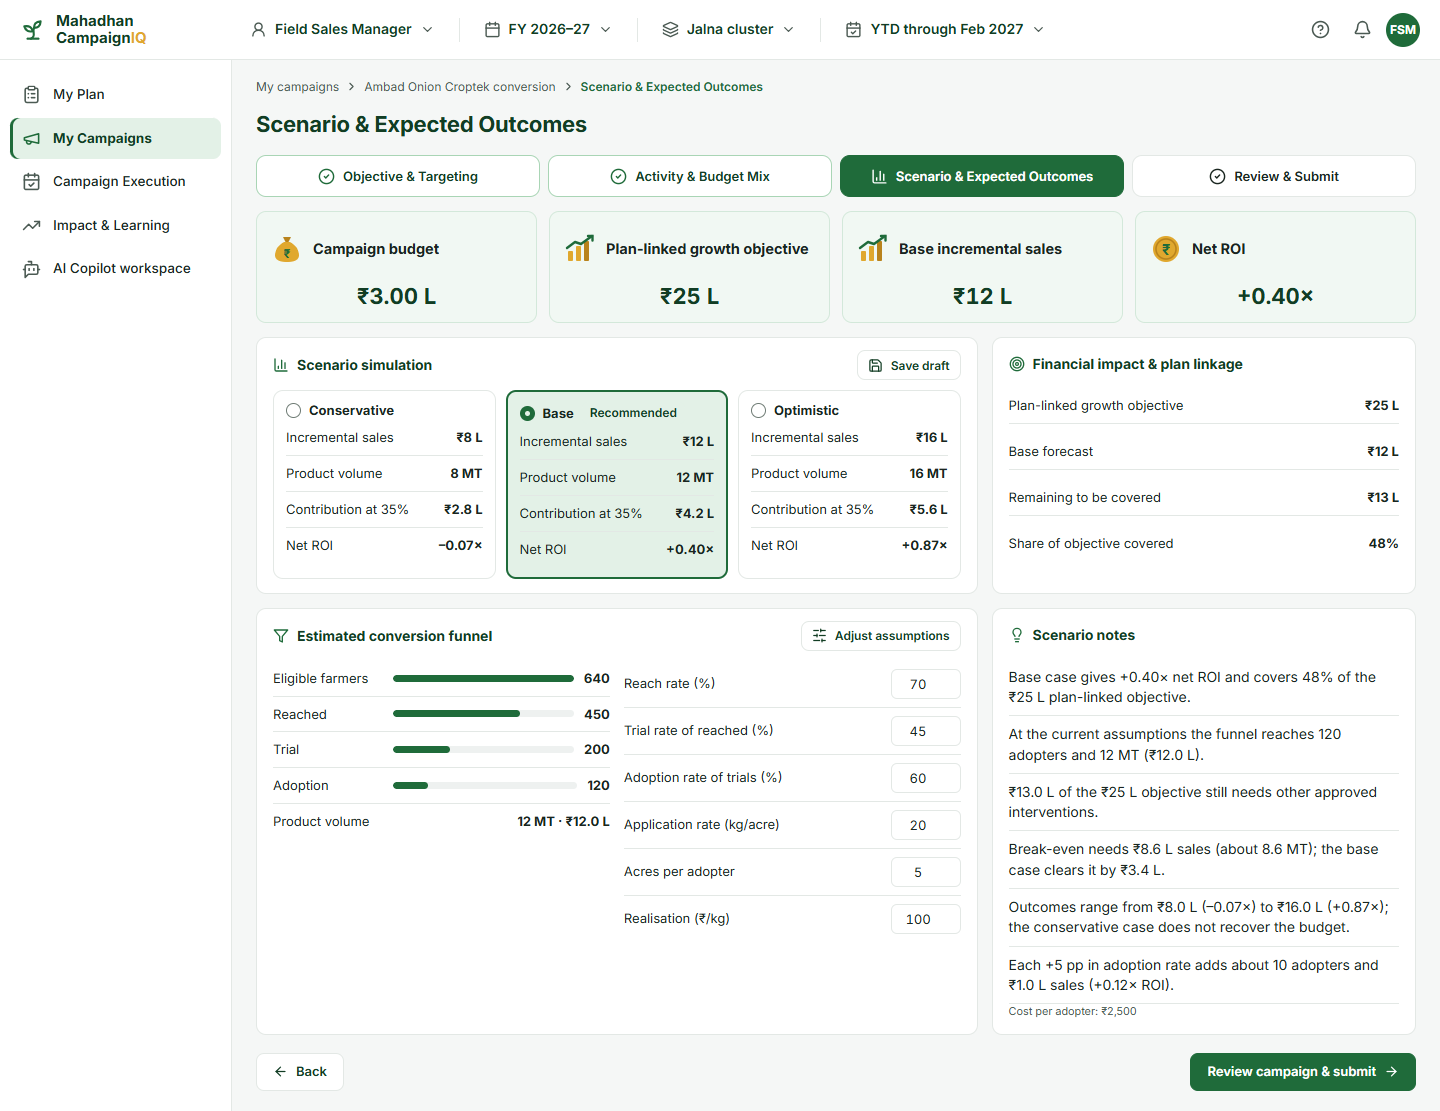 Mahadhan
CampaignIQ
Field Sales Manager
FY 2026–27
Jalna cluster
YTD through Feb 2027
FSM
My Plan
My Campaigns
Campaign Execution
Impact & Learning
AI Copilot workspace
My campaigns > Ambad Onion Croptek conversion > Scenario & Expected Outcomes
Scenario & Expected Outcomes
Objective & Targeting
Activity & Budget Mix
Scenario & Expected Outcomes
Review & Submit
Campaign budget
₹3.00 L
Plan-linked growth objective
₹25 L
Base incremental sales
₹12 L
Net ROI
+0.40×
Scenario simulation
Save draft
Conservative
Incremental sales ₹8 L
Product volume 8 MT
Contribution at 35% ₹2.8 L
Net ROI –0.07×
Base Recommended
Incremental sales ₹12 L
Product volume 12 MT
Contribution at 35% ₹4.2 L
Net ROI +0.40×
Optimistic
Incremental sales ₹16 L
Product volume 16 MT
Contribution at 35% ₹5.6 L
Net ROI +0.87×
Financial impact & plan linkage
Plan-linked growth objective ₹25 L
Base forecast ₹12 L
Remaining to be covered ₹13 L
Share of objective covered 48%
Estimated conversion funnel
Adjust assumptions
Eligible farmers 640
Reached 450
Trial 200
Adoption 120
Product volume 12 MT · ₹12.0 L
Reach rate (%) 70
Trial rate of reached (%) 45
Adoption rate of trials (%) 60
Application rate (kg/acre) 20
Acres per adopter 5
Realisation (₹/kg) 100
Scenario notes
Base case gives +0.40× net ROI and covers 48% of the
₹25 L plan-linked objective.
At the current assumptions the funnel reaches 120
adopters and 12 MT (₹12.0 L).
₹13.0 L of the ₹25 L objective still needs other approved
interventions.
Break-even needs ₹8.6 L sales (about 8.6 MT); the base
case clears it by ₹3.4 L.
Outcomes range from ₹8.0 L (–0.07×) to ₹16.0 L (+0.87×);
the conservative case does not recover the budget.
Each +5 pp in adoption rate adds about 10 adopters and
₹1.0 L sales (+0.12× ROI).
Cost per adopter: ₹2,500
Back
Review campaign & submit